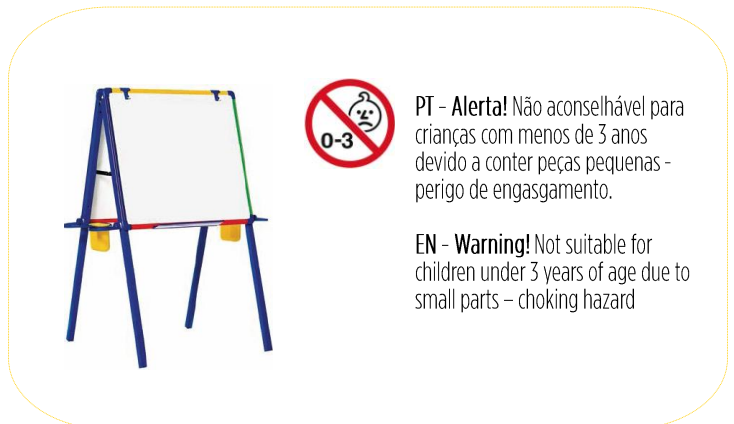 0-3
PT - Alerta! Não aconselhável para
crianças com menos de 3 anos
devido a conter peças pequenas -
perigo de engasgamento.
EN - Warning! Not suitable for
children under 3 years of age due to
small parts – choking hazard